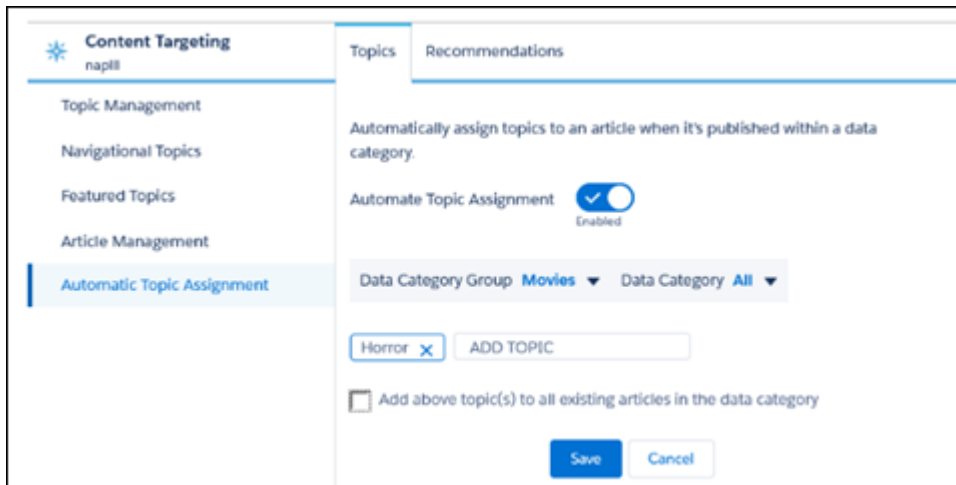 Content Targeting
napIII
Topic Management
Navigational Topics
Featured Topics
Article Management
Automatic Topic Assignment
Topics
Recommendations
Automatically assign topics to an article when it's published within a data
category.
Automate Topic Assignment
Enabled
Data Category Group Movies Data Category All
Horror ADD TOPIC
Add above topic(s) to all existing articles in the data category
Save Cancel